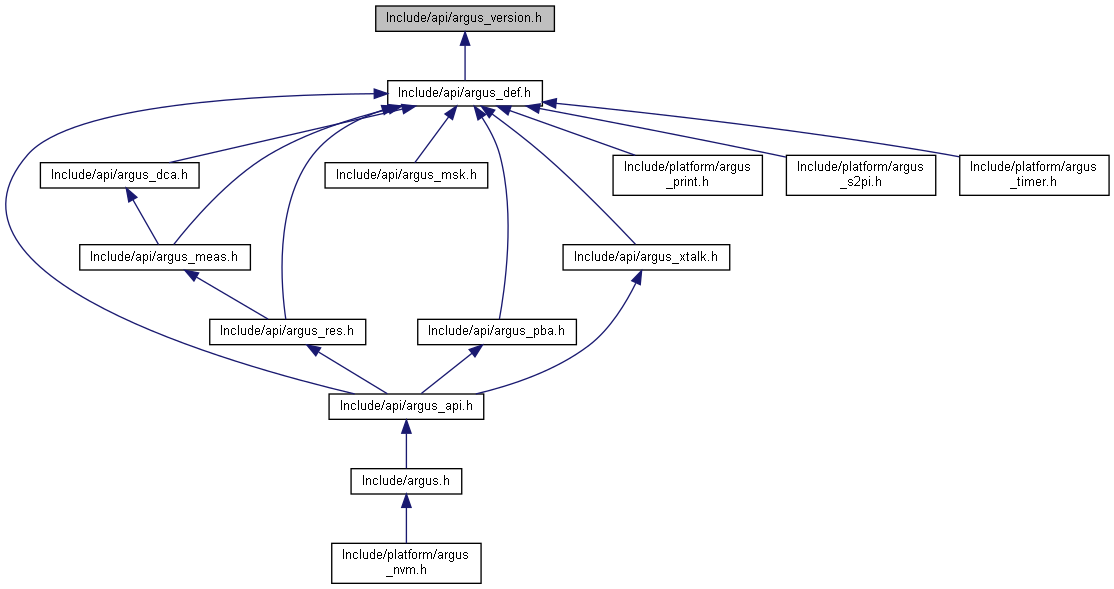 Include/api/argus_version.h
Include/api/argus_def.h
Include/api/argus_dca.h
Include/api/argus_msk.h
Include/platform/argus
_print.h
Include/platform/argus
_s2pi.h
Include/platform/argus
_timer.h
Include/api/argus_meas.h
Include/api/argus_xtalk.h
Include/api/argus_res.h
Include/api/argus_pba.h
Include/api/argus_api.h
Include/argus.h
Include/platform/argus
_nvm.h